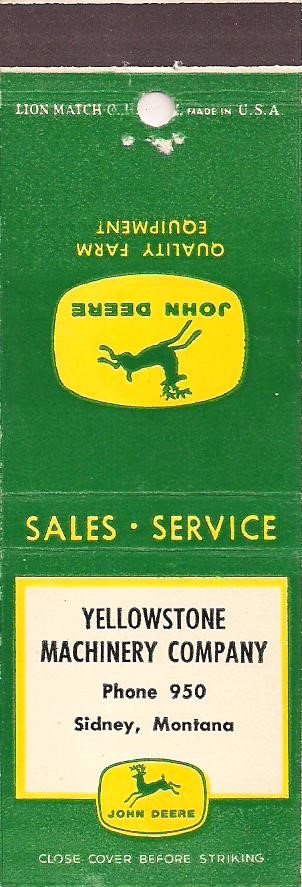 LION MATCH
MADE IN U.S.A.
QUALITY FARM
EQUIPMENT
JOHN DEERE
SALES · SERVICE
YELLOWSTONE
MACHINERY COMPANY
Phone 950
Sidney, Montana
JOHN DEERE
CLOSE COVER BEFORE STRIKING